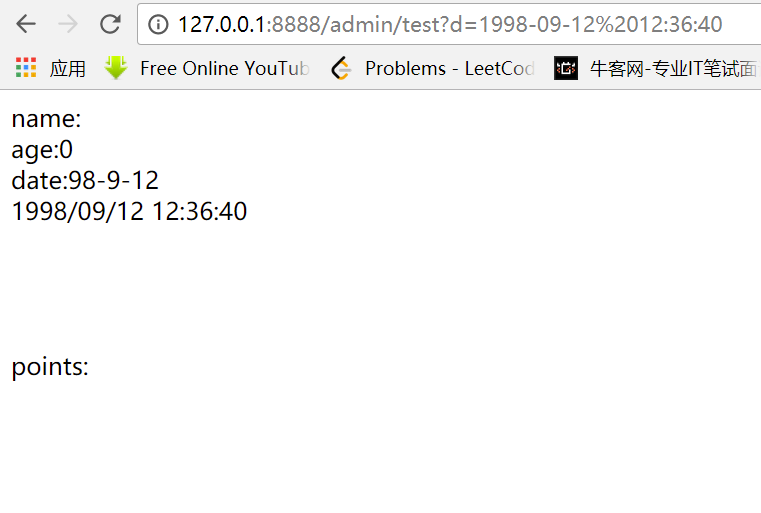 127.0.0.1:8888/admin/test?d=1998-09-12%2012:36:40
应用 Free Online YouTub Problems - LeetCod 牛客网-专业IT笔试面
name:
age:0
date:98-9-12
1998/09/12 12:36:40
points: